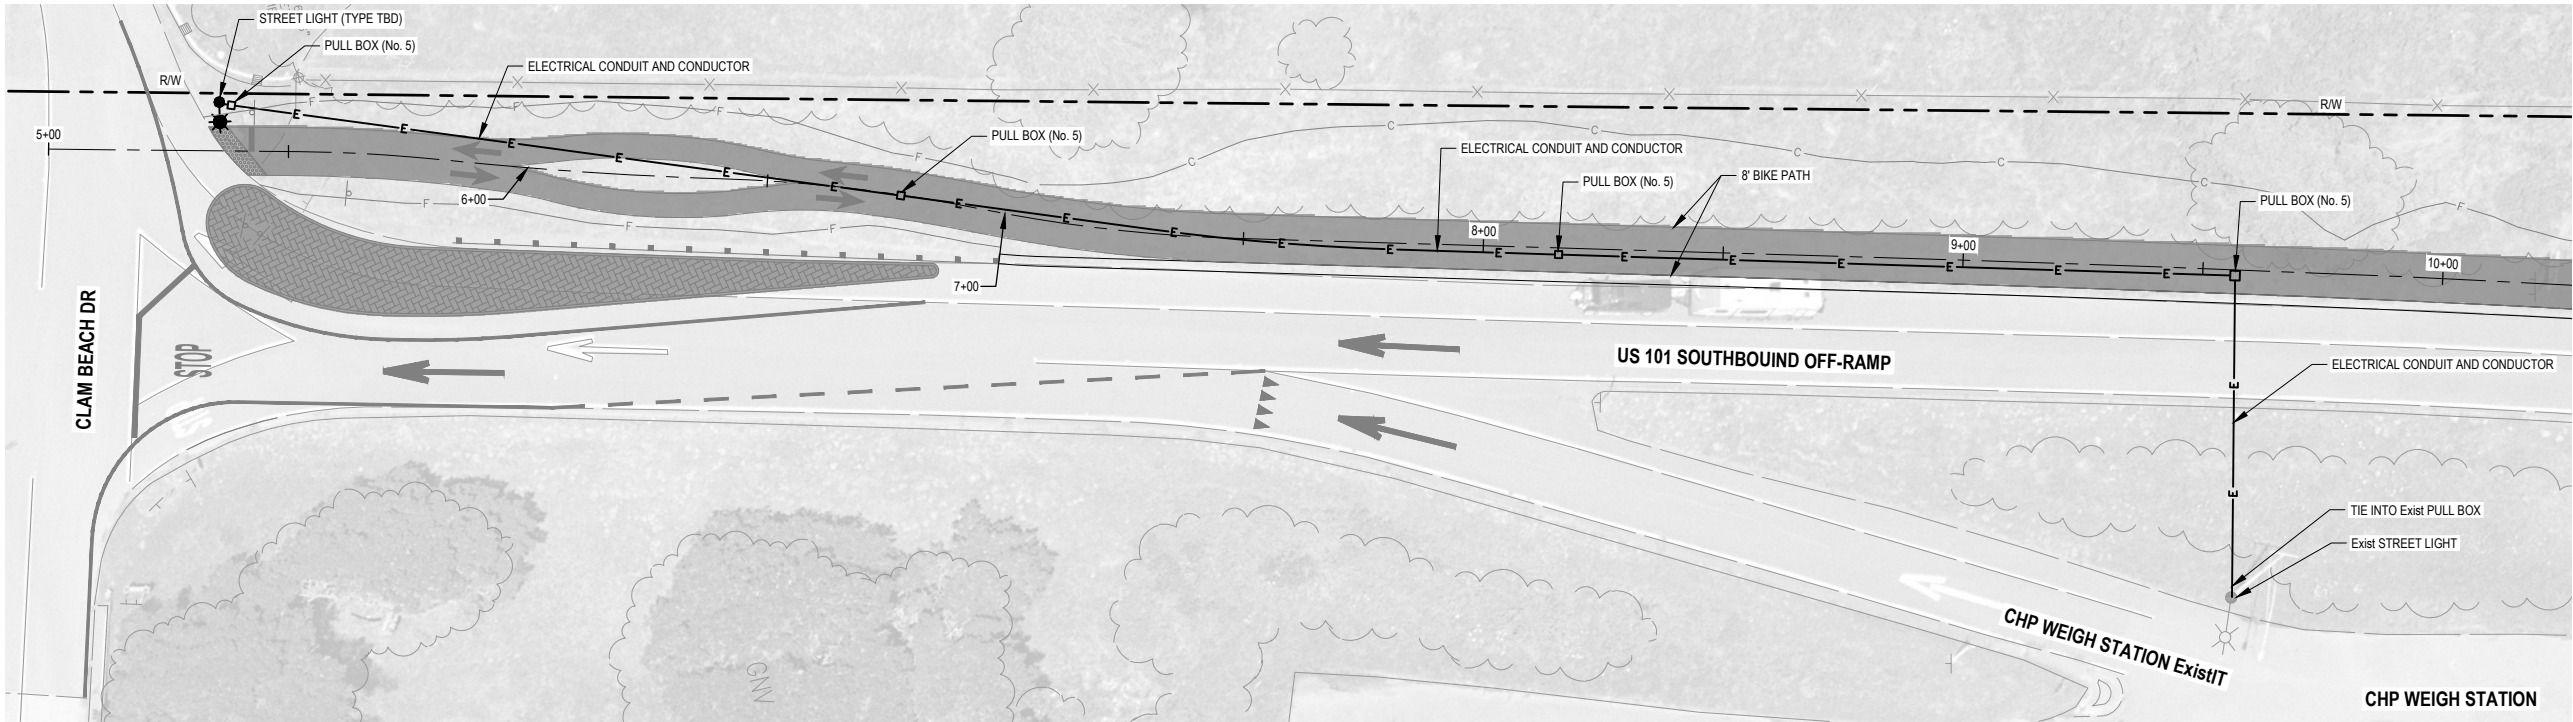 STREET LIGHT (TYPE TBD)
PULL BOX (No. 5)
ELECTRICAL CONDUIT AND CONDUCTOR
R/W
R/W
5+00
PULL BOX (No. 5)
ELECTRICAL CONDUIT AND CONDUCTOR
PULL BOX (No. 5)
8' BIKE PATH
PULL BOX (No. 5)
6+00
7+00
8+00
9+00
10+00
CLAM BEACH DR
STOP
US 101 SOUTHBOUIND OFF-RAMP
ELECTRICAL CONDUIT AND CONDUCTOR
TIE INTO Exist PULL BOX
Exist STREET LIGHT
CHP WEIGH STATION ExistIT
CHP WEIGH STATION
GNV
E E E E E E E E E E E E E E E E E E E E
F F F F F F F F
C C C C C